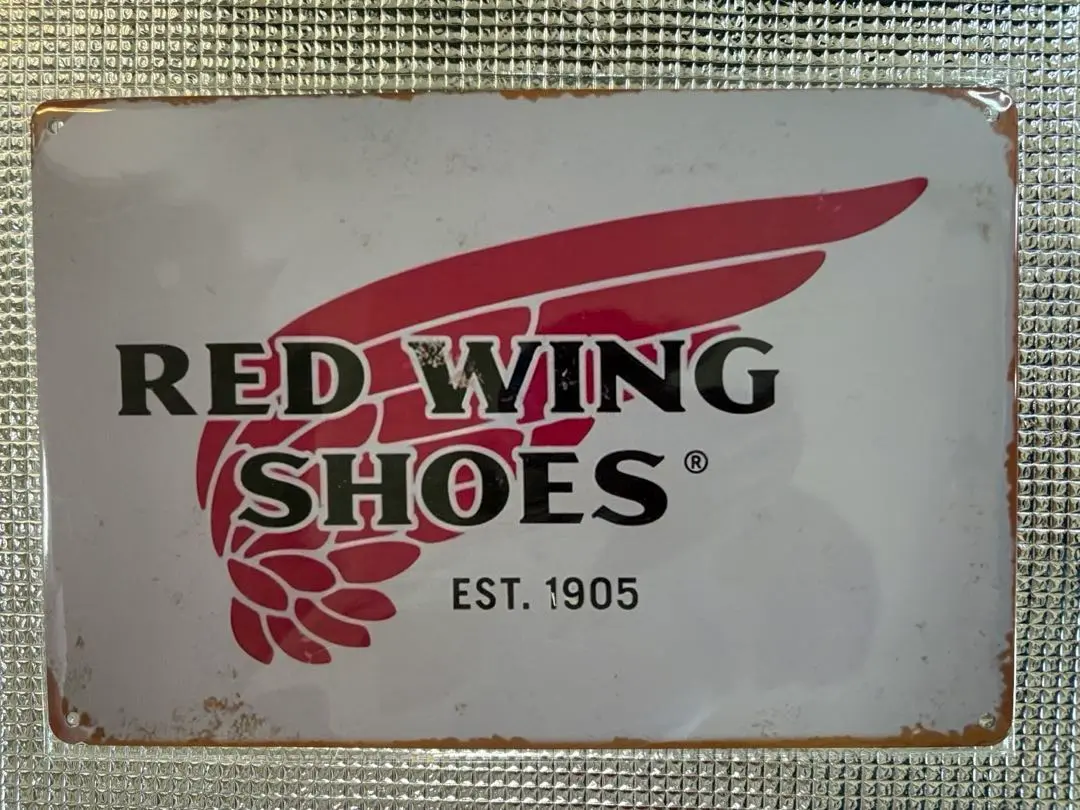 RED WING
SHOES®
EST. 1905